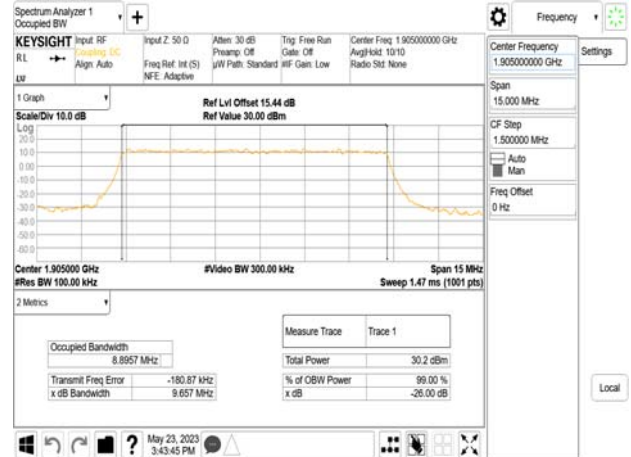 Spectrum Analyzer 1
Occupied BW
Frequency
KEYSIGHT
Input: RF
Coupling: DC
Align: Auto
Input Z: 50 Ω
Freq Ref: Int (S)
NFE: Adaptive
Atten: 30 dB
Preamp: Off
µW Path: Standard
Trig: Free Run
Gate: Off
#IF Gain: Low
Center Freq: 1.905000000 GHz
Avg|Hold: 10/10
Radio Std: None
RL
Center Frequency
1.905000000 GHz
Settings
Span
15.000 MHz
CF Step
1.500000 MHz
Auto
Man
Freq Offset
0 Hz
Local
1 Graph
Scale/Div 10.0 dB
Ref Lvl Offset 15.44 dB
Ref Value 30.00 dBm
Log
20.0
10.0
0.00
-10.0
-20.0
-30.0
-40.0
-50.0
-60.0
Center 1.905000 GHz
#Res BW 100.00 kHz
#Video BW 300.00 kHz
Span 15 MHz
Sweep 1.47 ms (1001 pts)
2 Metrics
Measure Trace
Trace 1
Occupied Bandwidth
8.8957 MHz
Total Power
30.2 dBm
Transmit Freq Error
-180.87 kHz
% of OBW Power
99.00 %
x dB Bandwidth
9.657 MHz
x dB
-26.00 dB
May 23, 2023
3:43:45 PM